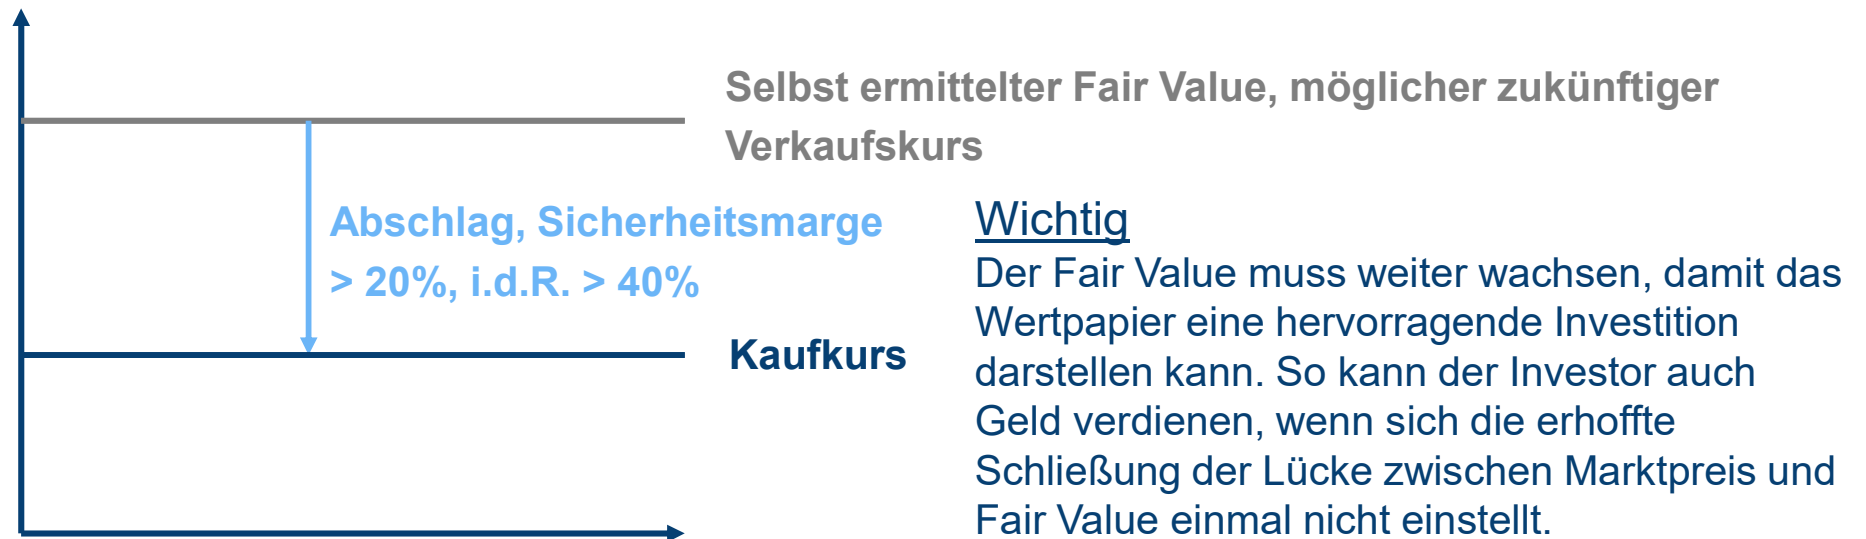 Selbst ermittelter Fair Value, möglicher zukünftiger
Verkaufskurs
Abschlag, Sicherheitsmarge
> 20%, i.d.R. > 40%
Kaufkurs
Wichtig
Der Fair Value muss weiter wachsen, damit das
Wertpapier eine hervorragende Investition
darstellen kann. So kann der Investor auch
Geld verdienen, wenn sich die erhoffte
Schließung der Lücke zwischen Marktpreis und
Fair Value einmal nicht einstellt.